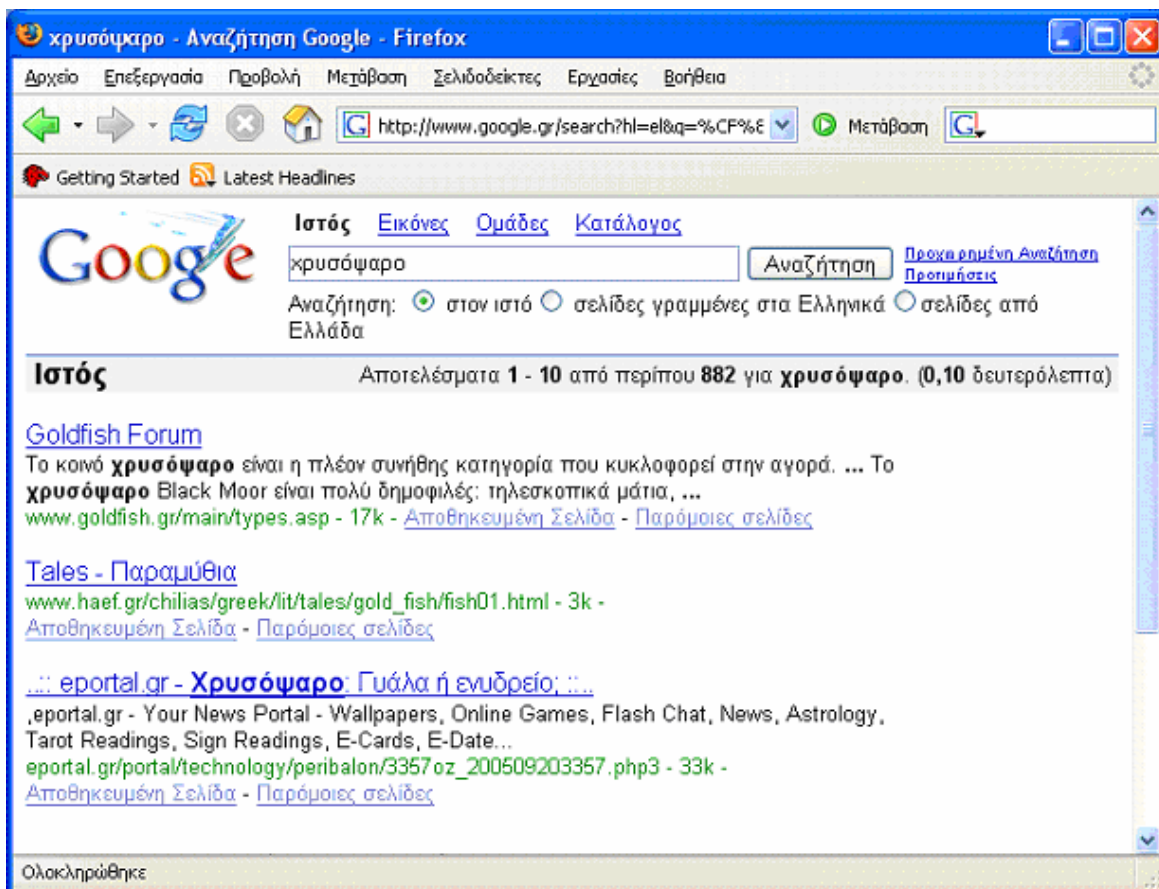 χρυσόψαρο - Αναζήτηση Google - Firefox
Αρχείο Επεξεργασία Προβολή Μετάβαση Σελιδοδείκτες Εργασίες Βοήθεια
http://www.google.gr/search?hl=el&q=%CF%8 Μετάβαση
Getting Started Latest Headlines
Google
Ιστός Εικόνες Ομάδες Κατάλογος
χρυσόψαρο Αναζήτηση Προχωρημένη Αναζήτηση
Προτιμήσεις
Αναζήτηση: στον ιστό σελίδες γραμμένες στα Ελληνικά σελίδες από
Ελλάδα
Ιστός Αποτελέσματα 1 - 10 από περίπου 882 για χρυσόψαρο. (0,10 δευτερόλεπτα)
Goldfish Forum
Το κοινό χρυσόψαρο είναι η πλέον συνήθης κατηγορία που κυκλοφορεί στην αγορά. ... Το
χρυσόψαρο Black Moor είναι πολύ δημοφιλές: τηλεσκοπικά μάτια, ...
www.goldfish.gr/main/types.asp - 17k - Αποθηκευμένη Σελίδα - Παρόμοιες σελίδες
Tales - Παραμύθια
www.haef.gr/chilias/greek/lit/tales/gold_fish/fish01.html - 3k -
Αποθηκευμένη Σελίδα - Παρόμοιες σελίδες
..:: eportal.gr - Χρυσόψαρο: Γυάλα ή ενυδρείο; ::..
,eportal.gr - Your News Portal - Wallpapers, Online Games, Flash Chat, News, Astrology,
Tarot Readings, Sign Readings, E-Cards, E-Date...
eportal.gr/portal/technology/peribalon/3357oz_200509203357.php3 - 33k -
Αποθηκευμένη Σελίδα - Παρόμοιες σελίδες
Ολοκληρώθηκε